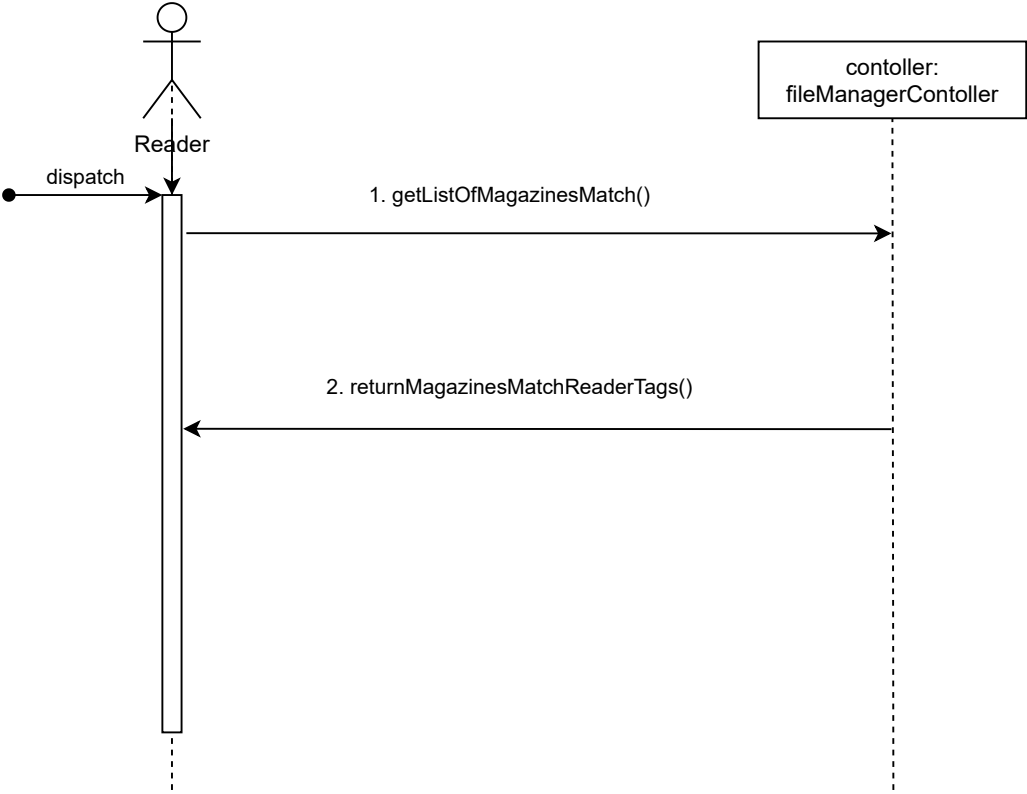 contoller:
fileManagerContoller
Reader
dispatch
1. getListOfMagazinesMatch()
2. returnMagazinesMatchReaderTags()